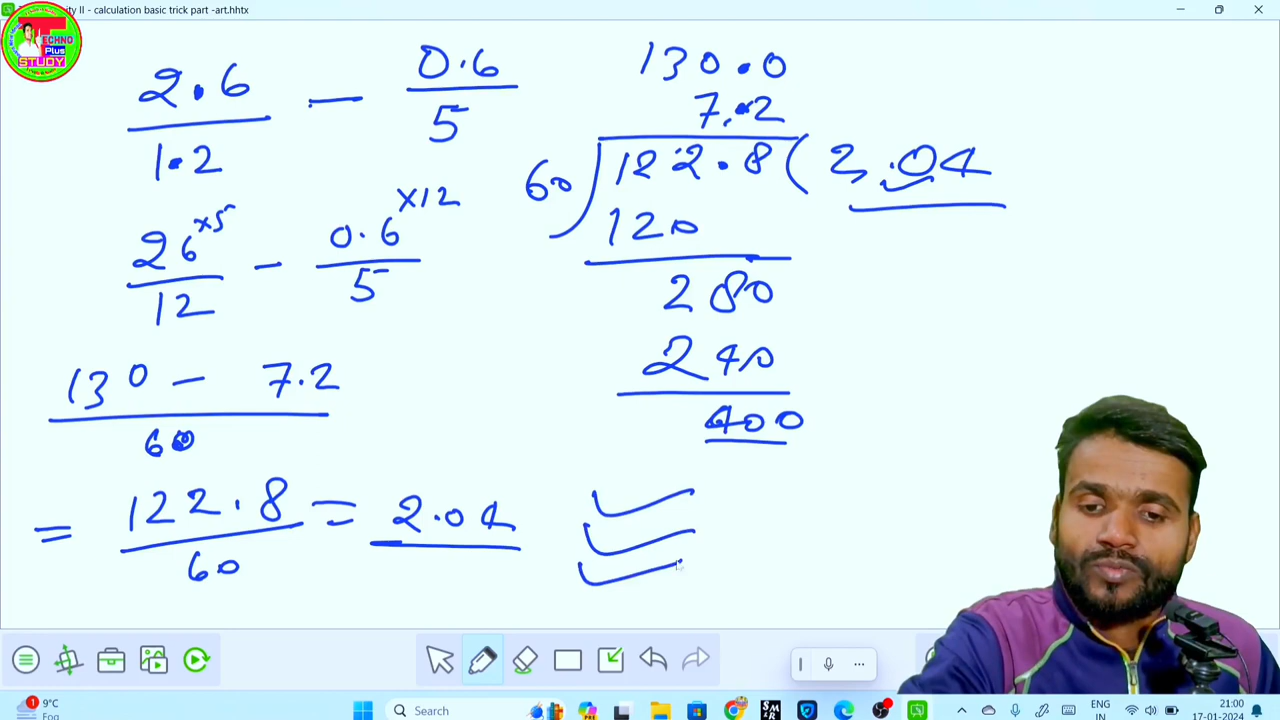 ity II - calculation basic trick part -art.hhtx
TECHNO
Plus
STUDY
2.6 — 0.6
1.2 5
26 ×5 - 0.6 ×12
12 5
130 - 7.2
60
= 122.8 = 2.04
60
130.0
7.2
60 122.8 ( 2.04
120
280
240
400
9°C
Fog
1
Search
ENG
IN
21:00
17-01-2024